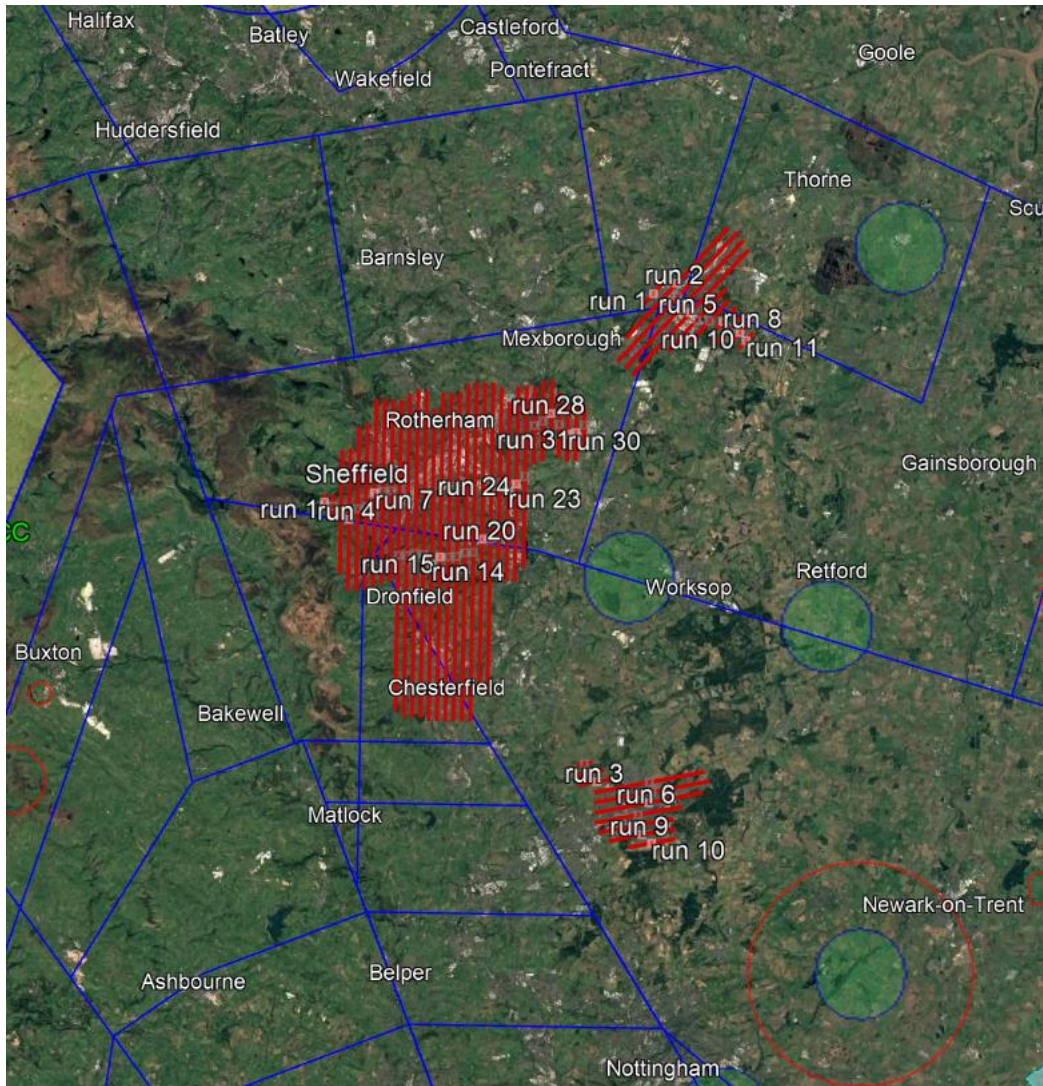 Halifax
Batley
Castleford
Goole
Wakefield
Pontefract
Huddersfield
Thorne
Scu
Barnsley
run 2
run 1
run 5
run 8
Mexborough
run 10
run 11
run 28
Rotherham
run 31
run 30
Gainsborough
Sheffield
run 24
run 23
run 7
run 1
run 4
CC
run 20
run 15
run 14
Retford
Worksop
Dronfield
Buxton
Chesterfield
Bakewell
run 3
run 6
Matlock
run 9
run 10
Newark-on-Trent
Belper
Ashbourne
Nottingham